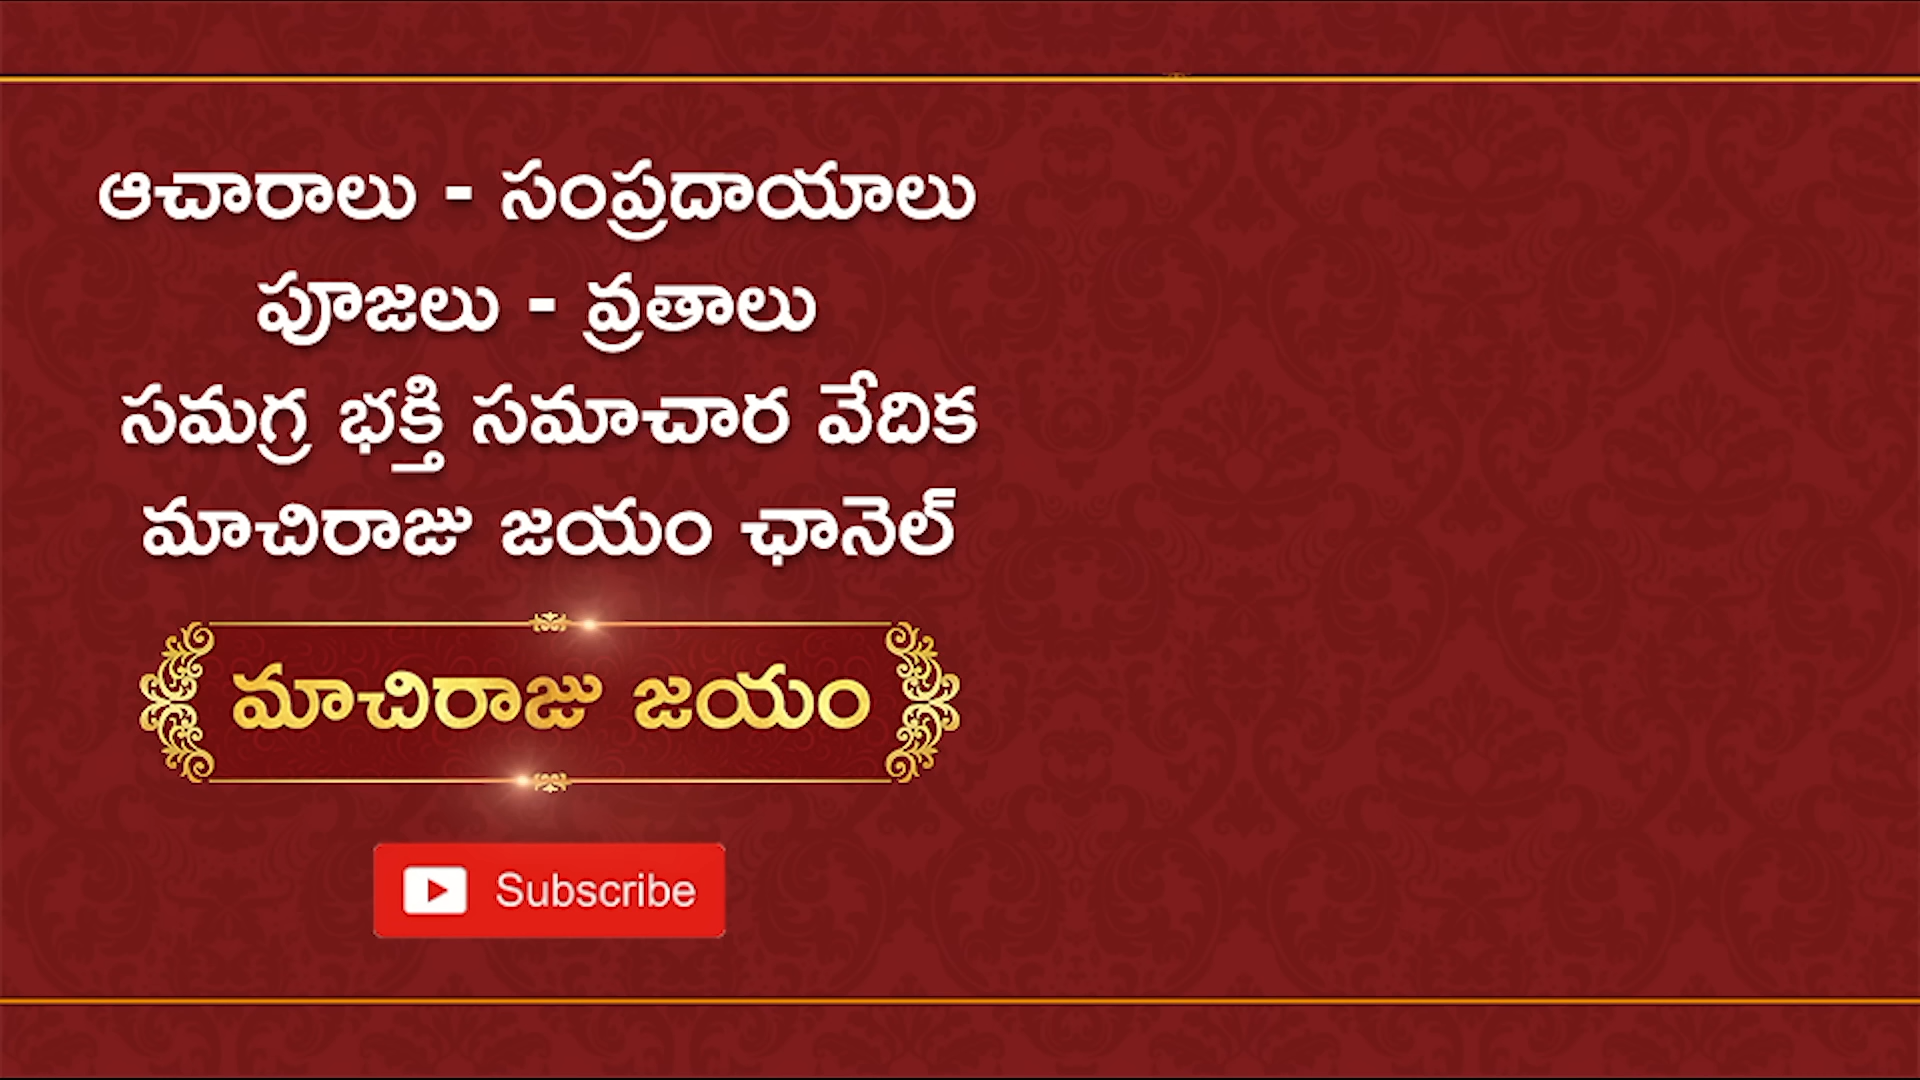 ఆచారాలు - సంప్రదాయాలు
పూజలు - వ్రతాలు
సమగ్ర భక్తి సమాచార వేదిక
మాచిరాజు జయం ఛానెల్
మాచిరాజు జయం
Subscribe